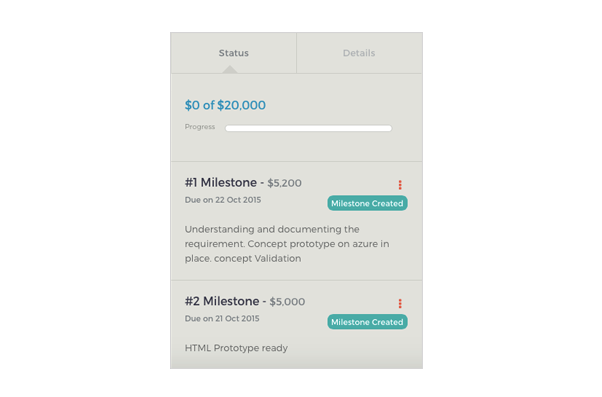 Status
Details
$0 of $20,000
Progress
#1 Milestone - $5,200
Due on 22 Oct 2015
Milestone Created
Understanding and documenting the
requirement. Concept prototype on azure in
place. concept Validation
#2 Milestone - $5,000
Due on 21 Oct 2015
Milestone Created
HTML Prototype ready